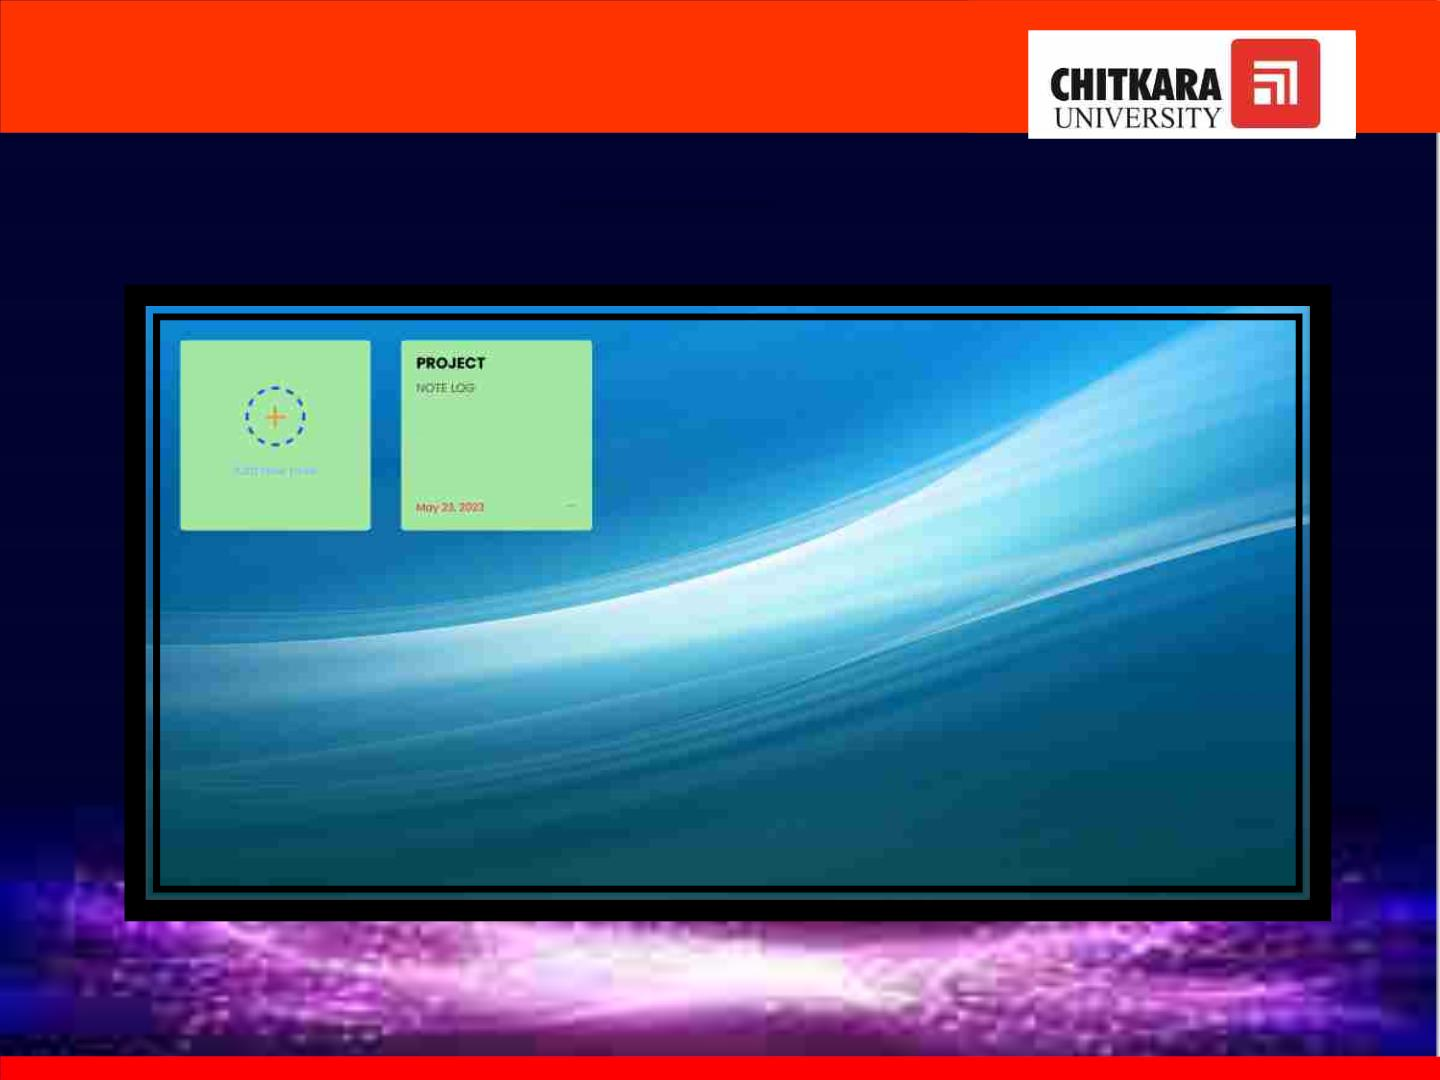 CHITKARA
UNIVERSITY
PROJECT
NOTE LOG
May 23, 2023